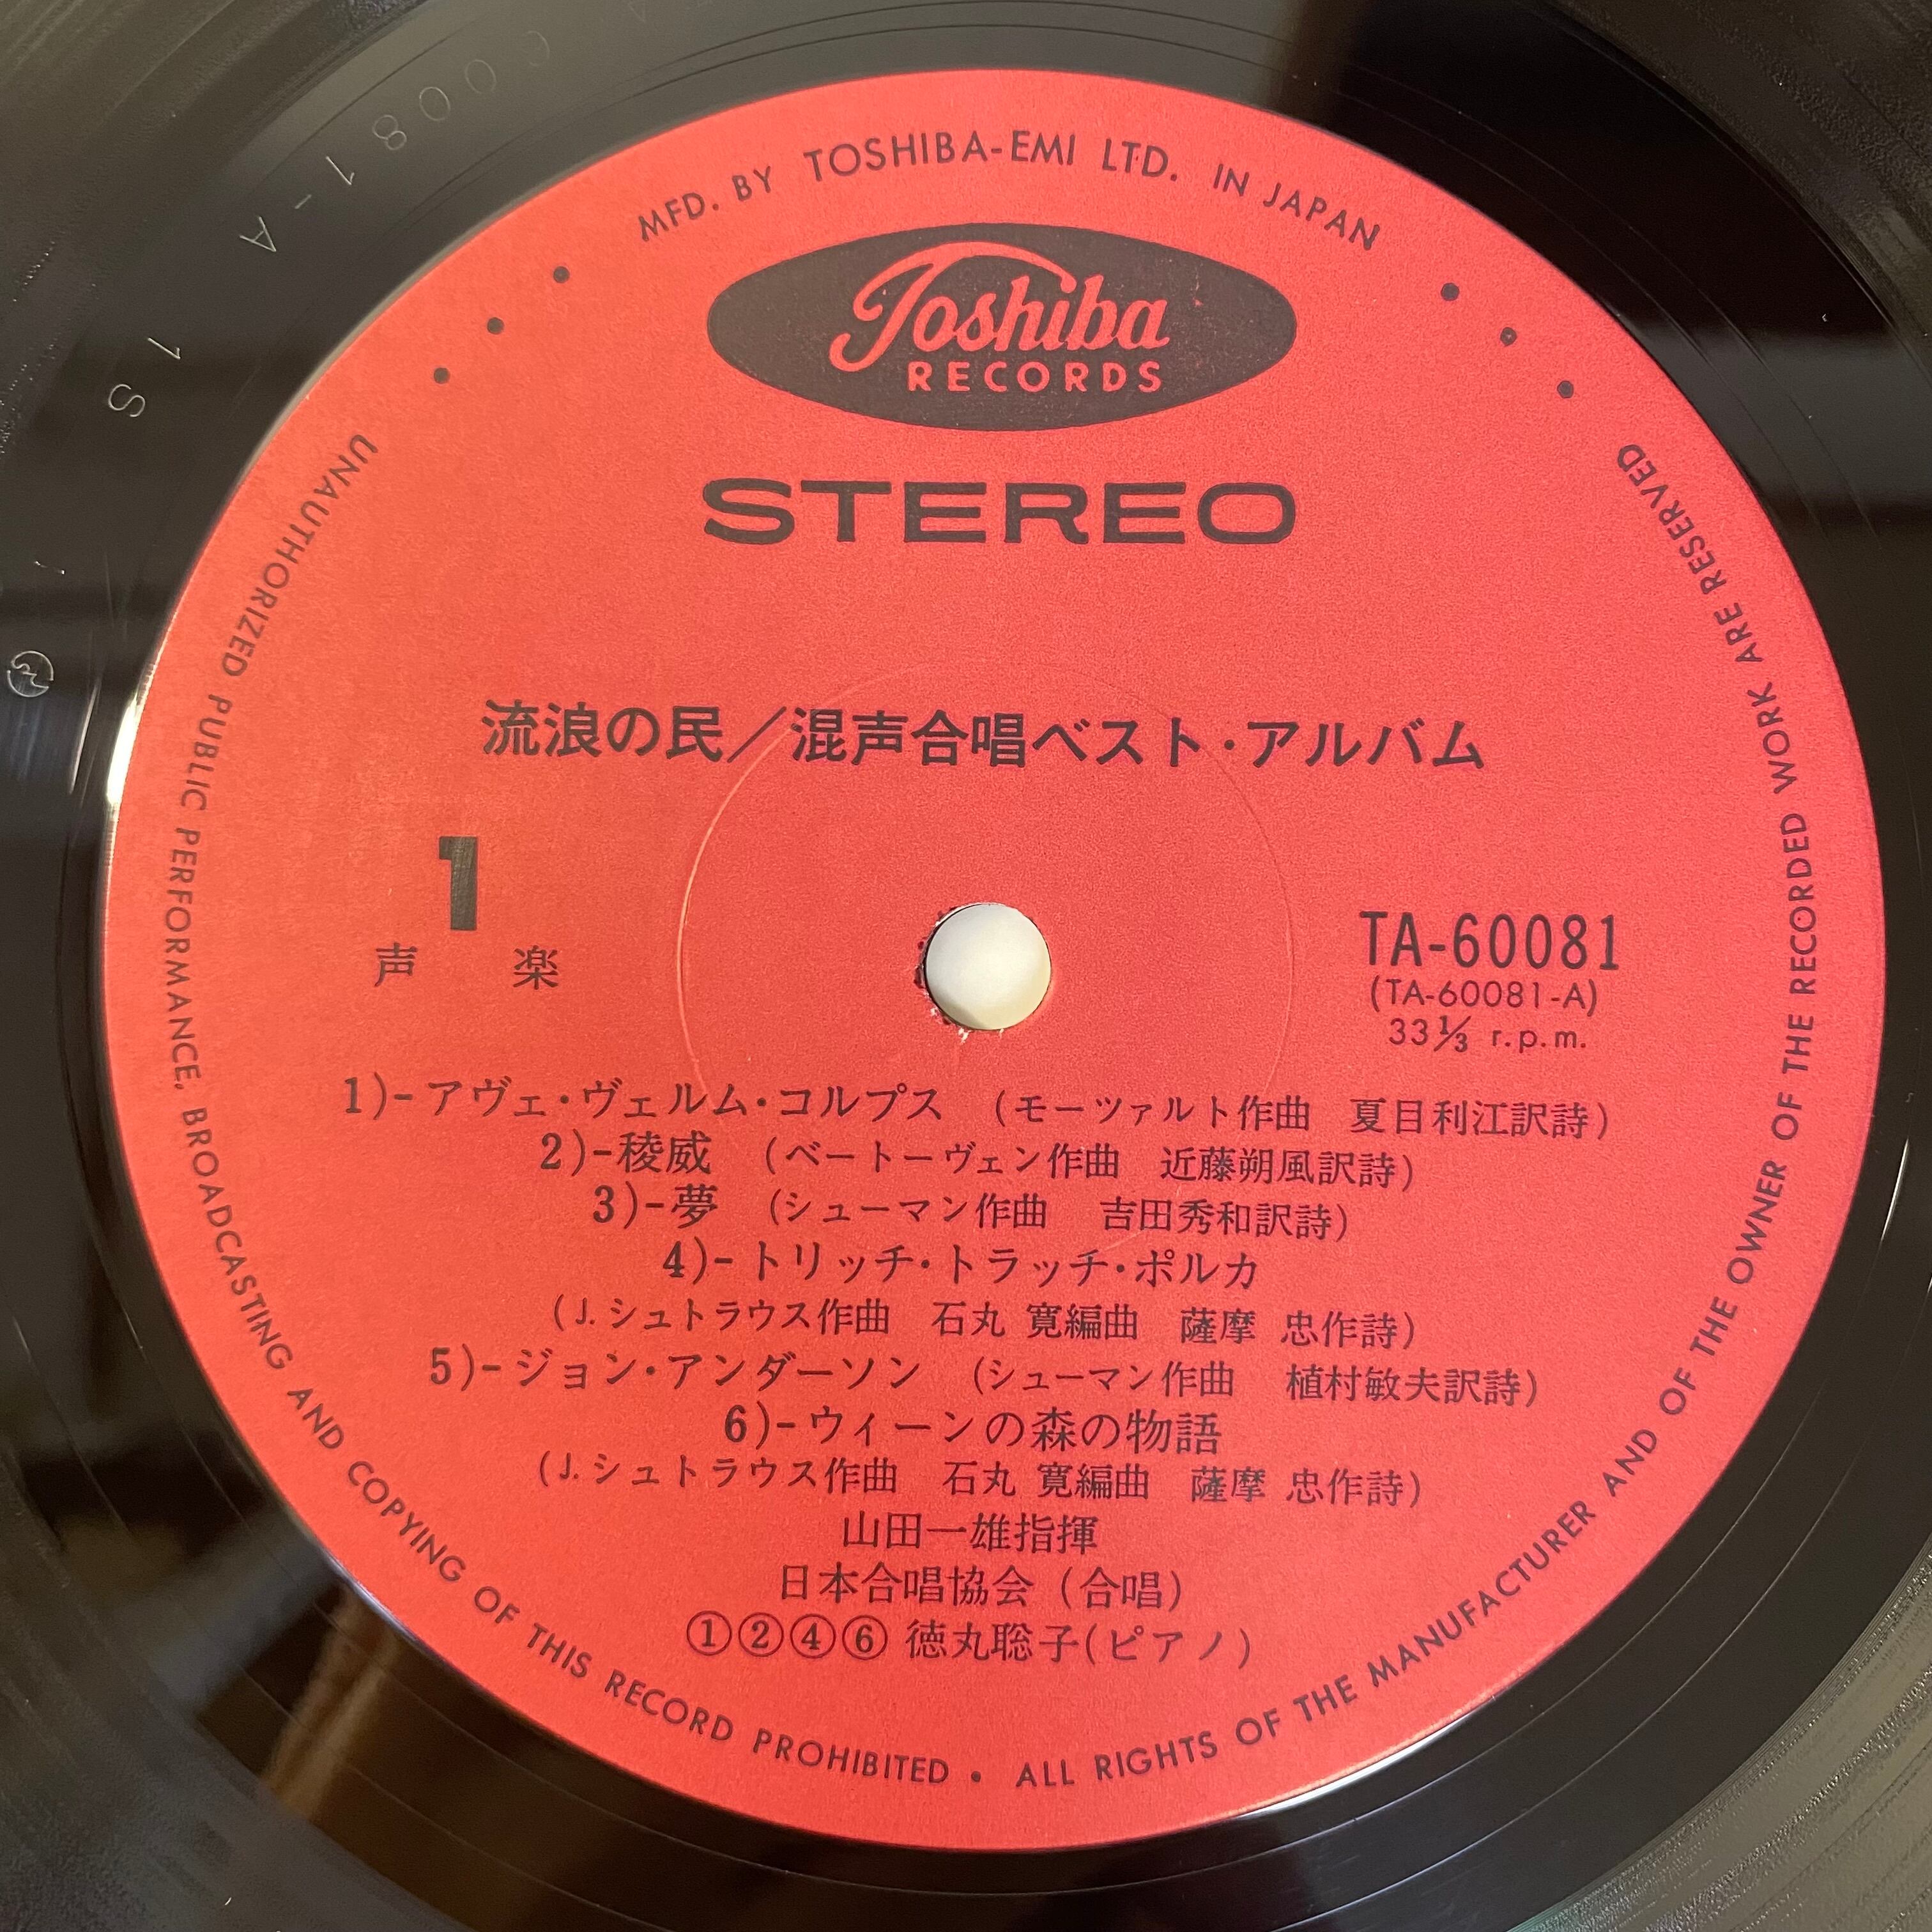 MFD. BY TOSHIBA-EMI LTD. IN JAPAN
Toshiba
RECORDS
STEREO
流浪の民／混声合唱ベスト・アルバム
1
声 楽
TA-60081
(TA-60081-A)
33⅓ r.p.m.
1)-アヴェ・ヴェルム・コルプス (モーツァルト作曲 夏目利江訳詩)
2)-稜威 (ベートーヴェン作曲 近藤朔風訳詩)
3)-夢 (シューマン作曲 吉田秀和訳詩)
4)-トリッチ・トラッチ・ポルカ
(J.シュトラウス作曲 石丸 寛編曲 薩摩 忠作詩)
5)-ジョン・アンダーソン (シューマン作曲 植村敏夫訳詩)
6)-ウィーンの森の物語
(J.シュトラウス作曲 石丸 寛編曲 薩摩 忠作詩)
山田一雄指揮
日本合唱協会 (合唱)
①②④⑥ 徳丸聡子(ピアノ)
UNAUTHORIZED PUBLIC PERFORMANCE, BROADCASTING AND COPYING OF THIS RECORD PROHIBITED • ALL RIGHTS OF THE MANUFACTURER AND OF THE OWNER OF THE RECORDED WORK ARE RESERVED
0081-A 1S